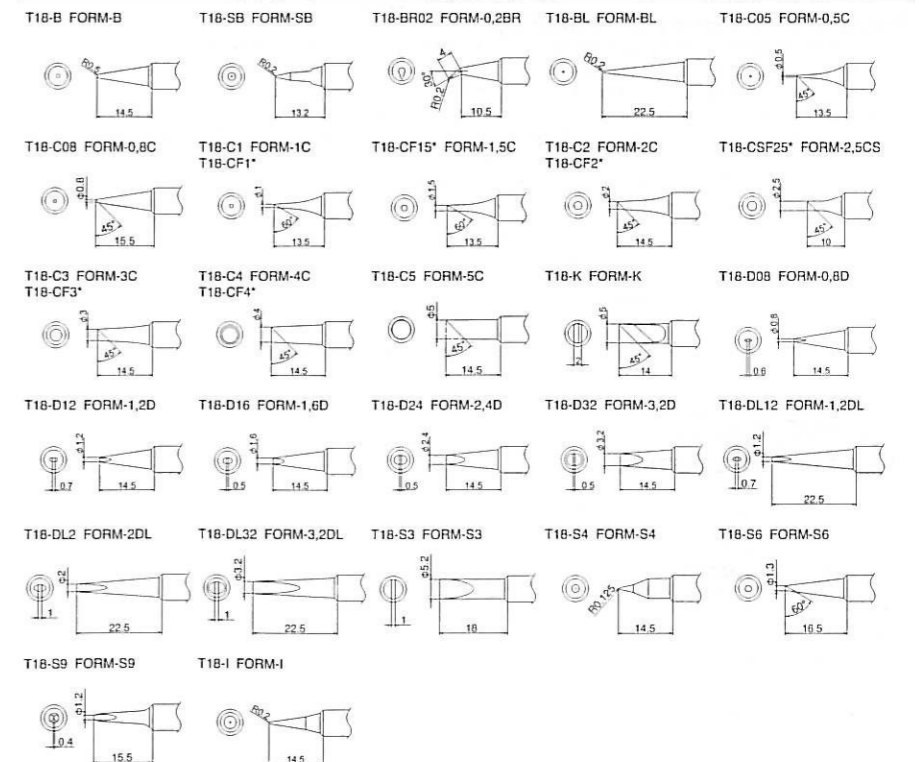 T18-B FORM-B
T18-SB FORM-SB
T18-BR02 FORM-0,2BR
T18-BL FORM-BL
T18-C05 FORM-0,5C
R0.5
14.5
R0.2
13.2
4
30°
R0.2
10.5
R0.2
22.5
φ0.5
45°
13.5
T18-C08 FORM-0,8C
T18-C1 FORM-1C
T18-CF1*
T18-CF15* FORM-1,5C
T18-C2 FORM-2C
T18-CF2*
T18-CSF25* FORM-2,5CS
φ0.8
45°
15.5
φ1
60°
13.5
φ1.5
60°
13.5
φ2
45°
14.5
φ2.5
45°
10
T18-C3 FORM-3C
T18-CF3*
T18-C4 FORM-4C
T18-CF4*
T18-C5 FORM-5C
T18-K FORM-K
T18-D08 FORM-0,8D
φ3
45°
14.5
φ4
45°
14.5
φ5
45°
14.5
2
φ5
45°
14
0.6
φ0.8
14.5
T18-D12 FORM-1,2D
T18-D16 FORM-1,6D
T18-D24 FORM-2,4D
T18-D32 FORM-3,2D
T18-DL12 FORM-1,2DL
0.7
φ1.2
14.5
0.5
φ1.6
14.5
0.5
φ2.4
14.5
0.5
φ3.2
14.5
0.7
φ1.2
22.5
T18-DL2 FORM-2DL
T18-DL32 FORM-3,2DL
T18-S3 FORM-S3
T18-S4 FORM-S4
T18-S6 FORM-S6
1
φ2
22.5
1
φ3.2
22.5
1
φ5.2
18
R0.125
14.5
φ1.3
60°
16.5
T18-S9 FORM-S9
T18-I FORM-I
0.4
φ1.2
15.5
R0.2
14.5